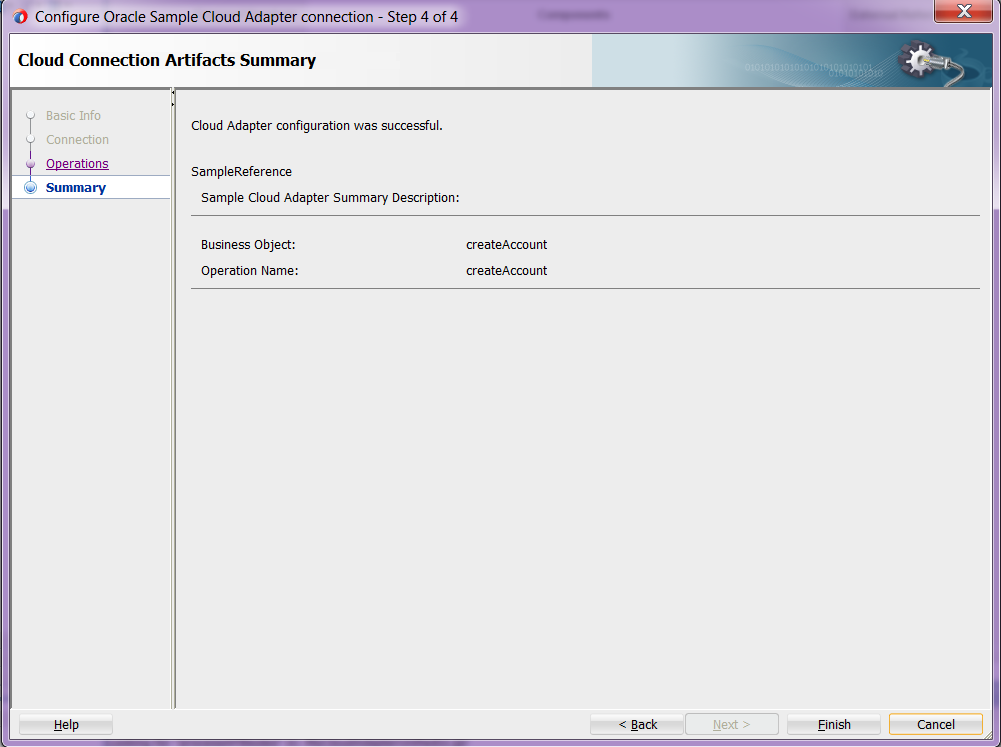 Configure Oracle Sample Cloud Adapter connection - Step 4 of 4
Cloud Connection Artifacts Summary
Basic Info
Connection
Operations
Summary
Cloud Adapter configuration was successful.
SampleReference
Sample Cloud Adapter Summary Description:
Business Object: createAccount
Operation Name: createAccount
Help
< Back
Next >
Finish
Cancel